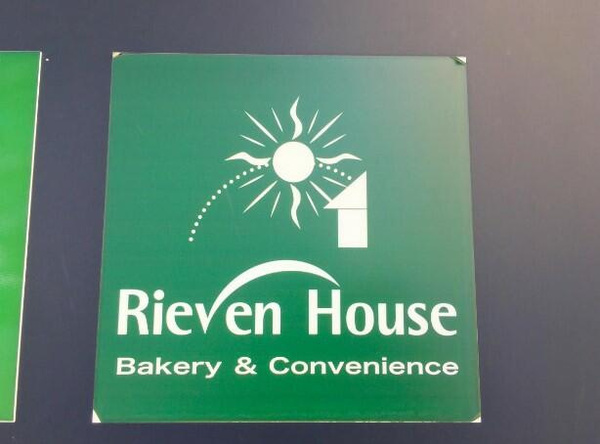 Rieven House
Bakery & Convenience